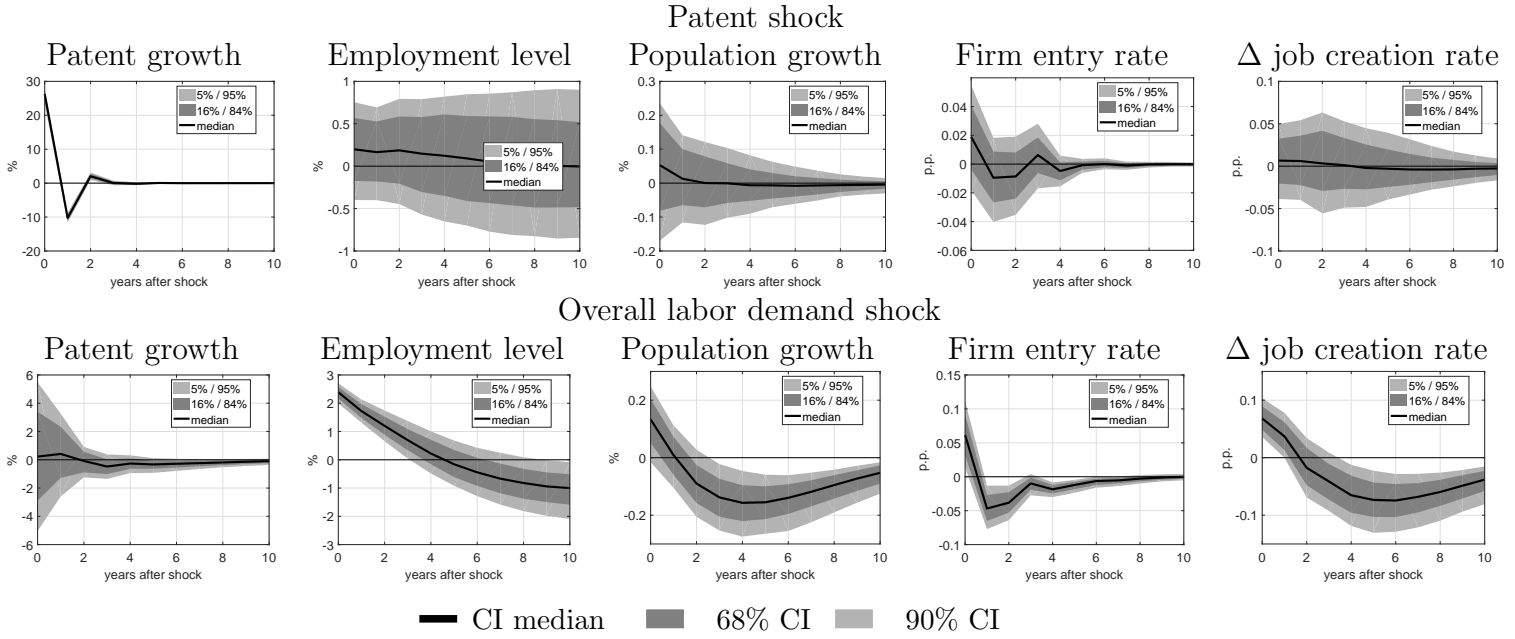 Patent shock
Patent growth
30
20
10
0
-10
-20
%
0 2 4 6 8 10
years after shock
5% / 95%
16% / 84%
median
Employment level
1
0.5
0
-0.5
-1
%
0 2 4 6 8 10
years after shock
5% / 95%
16% / 84%
median
Population growth
0.3
0.2
0.1
0
-0.1
-0.2
%
0 2 4 6 8 10
years after shock
5% / 95%
16% / 84%
median
Firm entry rate
0.04
0.02
0
-0.02
-0.04
-0.06
p.p.
0 2 4 6 8 10
years after shock
5% / 95%
16% / 84%
median
Δ job creation rate
0.1
0.05
0
-0.05
-0.1
p.p.
0 2 4 6 8 10
years after shock
5% / 95%
16% / 84%
median
Overall labor demand shock
Patent growth
6
4
2
0
-2
-4
-6
%
0 2 4 6 8 10
years after shock
5% / 95%
16% / 84%
median
Employment level
3
2
1
0
-1
-2
-3
%
0 2 4 6 8 10
years after shock
5% / 95%
16% / 84%
median
Population growth
0.2
0
-0.2
%
0 2 4 6 8 10
years after shock
5% / 95%
16% / 84%
median
Firm entry rate
0.15
0.1
0.05
0
-0.05
-0.1
p.p.
0 2 4 6 8 10
years after shock
5% / 95%
16% / 84%
median
Δ job creation rate
0.1
0
-0.1
p.p.
0 2 4 6 8 10
years after shock
5% / 95%
16% / 84%
median
CI median 68% CI 90% CI